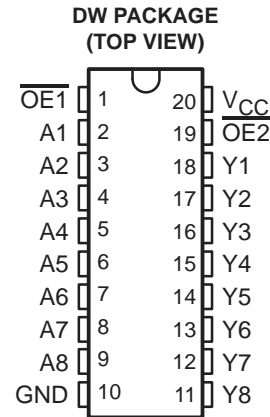 DW PACKAGE
(TOP VIEW)
OE1 1 20 VCC
A1 2 19 OE2
A2 3 18 Y1
A3 4 17 Y2
A4 5 16 Y3
A5 6 15 Y4
A6 7 14 Y5
A7 8 13 Y6
A8 9 12 Y7
GND 10 11 Y8